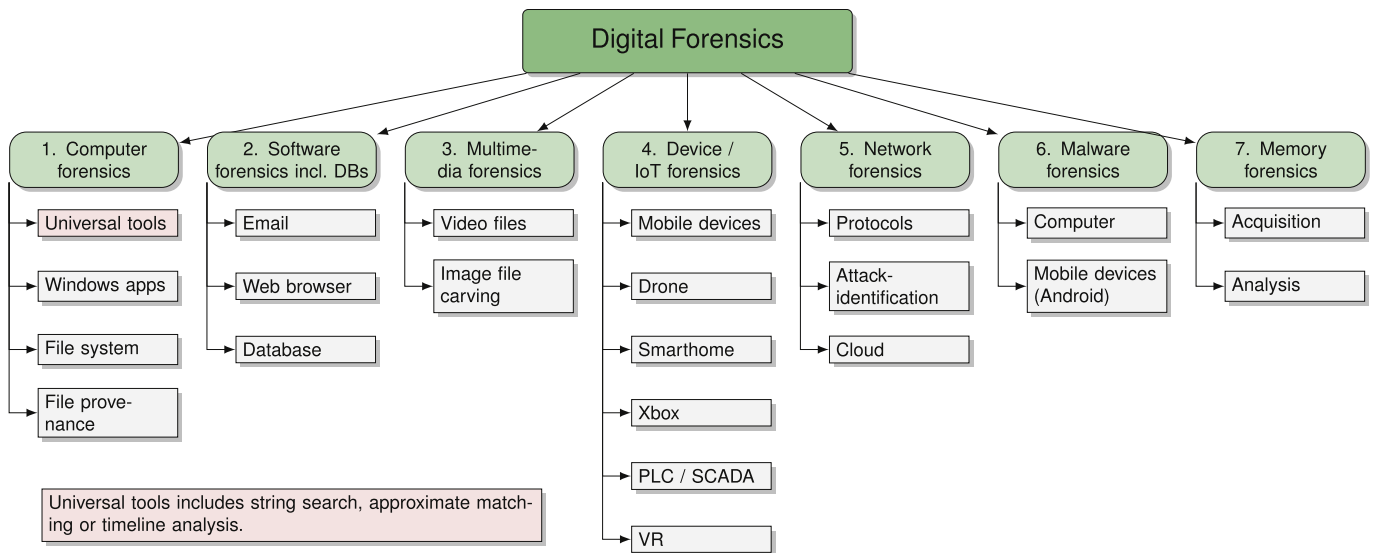 Digital Forensics
1. Computer
forensics
Universal tools
Windows apps
File system
File prove-
nance
2. Software
forensics incl. DBs
Email
Web browser
Database
3. Multime-
dia forensics
Video files
Image file
carving
4. Device /
IoT forensics
Mobile devices
Drone
Smarthome
Xbox
PLC / SCADA
VR
5. Network
forensics
Protocols
Attack-
identification
Cloud
6. Malware
forensics
Computer
Mobile devices
(Android)
7. Memory
forensics
Acquisition
Analysis
Universal tools includes string search, approximate match-
ing or timeline analysis.